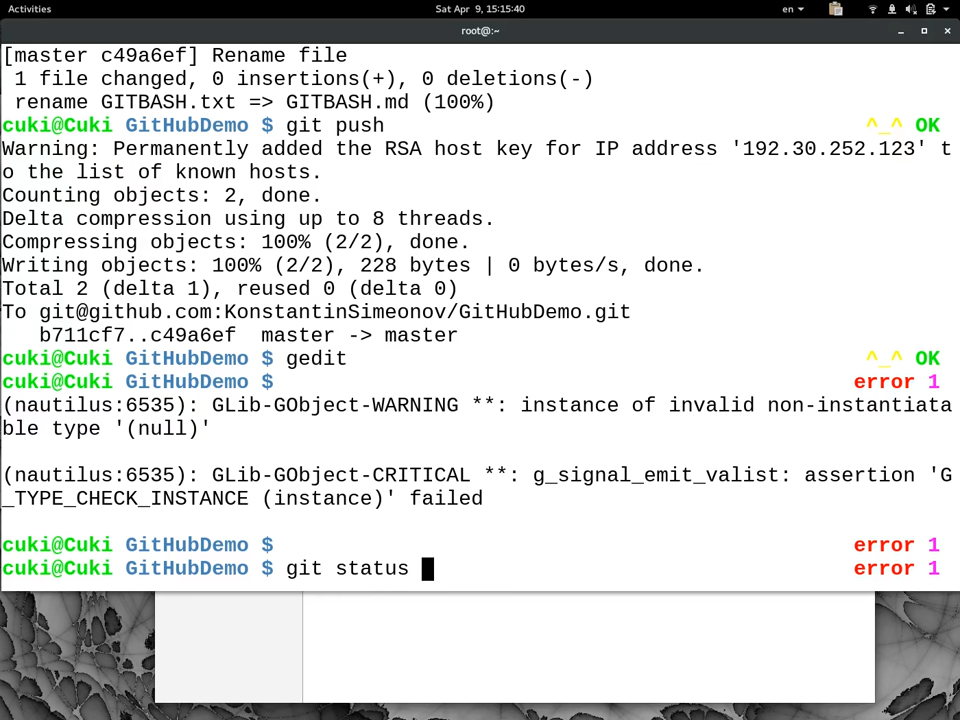 Activities
Sat Apr 9, 15:15:40
en
root@:~
[master c49a6ef] Rename file
1 file changed, 0 insertions(+), 0 deletions(-)
rename GITBASH.txt => GITBASH.md (100%)
cuki@Cuki GitHubDemo $ git push ^_^ OK
Warning: Permanently added the RSA host key for IP address '192.30.252.123' t
o the list of known hosts.
Counting objects: 2, done.
Delta compression using up to 8 threads.
Compressing objects: 100% (2/2), done.
Writing objects: 100% (2/2), 228 bytes | 0 bytes/s, done.
Total 2 (delta 1), reused 0 (delta 0)
To git@github.com:KonstantinSimeonov/GitHubDemo.git
b711cf7..c49a6ef master -> master
cuki@Cuki GitHubDemo $ gedit ^_^ OK
cuki@Cuki GitHubDemo $ error 1
(nautilus:6535): GLib-GObject-WARNING **: instance of invalid non-instantiata
ble type '(null)'
(nautilus:6535): GLib-GObject-CRITICAL **: g_signal_emit_valist: assertion 'G
_TYPE_CHECK_INSTANCE (instance)' failed
cuki@Cuki GitHubDemo $ error 1
cuki@Cuki GitHubDemo $ git status error 1